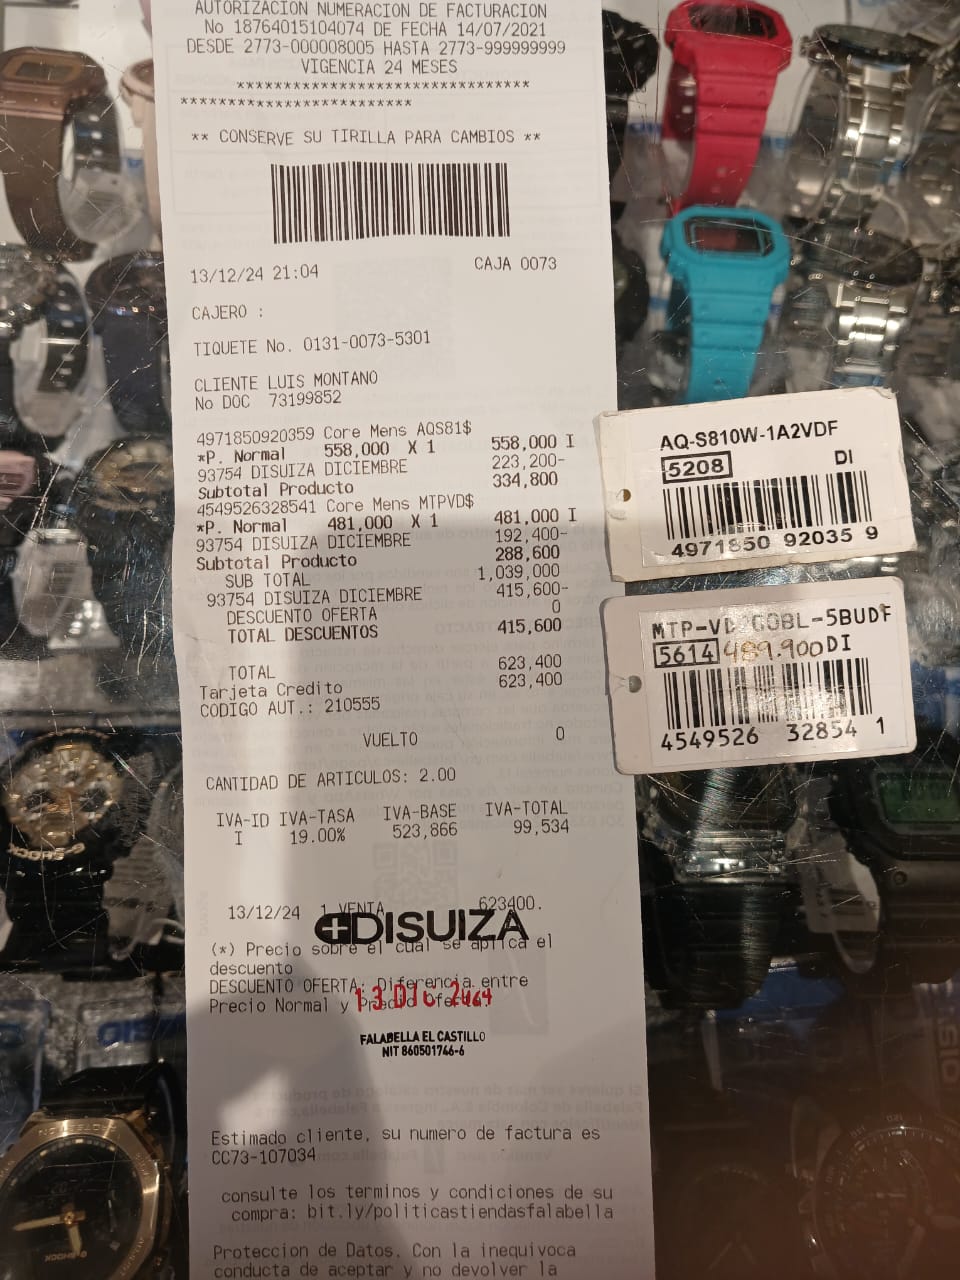 AUTORIZACION NUMERACION DE FACTURACION
No 18764015104074 DE FECHA 14/07/2021
DESDE 2773-000008005 HASTA 2773-999999999
VIGENCIA 24 MESES
******************************
************************
** CONSERVE SU TIRILLA PARA CAMBIOS **
13/12/24 21:04 CAJA 0073
CAJERO :
TIQUETE No. 0131-0073-5301
CLIENTE LUIS MONTANO
No DOC 73199852
4971850920359 Core Mens AQS81$
*P. Normal 558,000 X 1 558,000 I
93754 DISUIZA DICIEMBRE 223,200-
Subtotal Producto 334,800
4549526328541 Core Mens MTPVD$
*P. Normal 481,000 X 1 481,000 I
93754 DISUIZA DICIEMBRE 192,400-
Subtotal Producto 288,600
SUB TOTAL 1,039,000
93754 DISUIZA DICIEMBRE 415,600-
DESCUENTO OFERTA 0
TOTAL DESCUENTOS 415,600
TOTAL 623,400
Tarjeta Credito 623,400
CODIGO AUT.: 210555
VUELTO 0
CANTIDAD DE ARTICULOS: 2.00
IVA-ID IVA-TASA IVA-BASE IVA-TOTAL
I 19.00% 523,866 99,534
13/12/24 1 VENTA 623400.
DISUIZA
(*) Precio sobre el cual se aplica el
descuento
DESCUENTO OFERTA: Diferencia entre
Precio Normal y Precio Oferta
13 DIC
FALABELLA EL CASTILLO
NIT 860501746-6
Estimado cliente, su numero de factura es
CC73-107034
consulte los terminos y condiciones de su
compra: bit.ly/politicastiendasfalabella
Proteccion de Datos. Con la inequivoca
conducta de aceptar y no devolver la
AQ-S810W-1A2VDF
5208 DI
4971850 92035 9
5614 489.900 DI
4549526 32854 1
G-SHOCK
CASIO